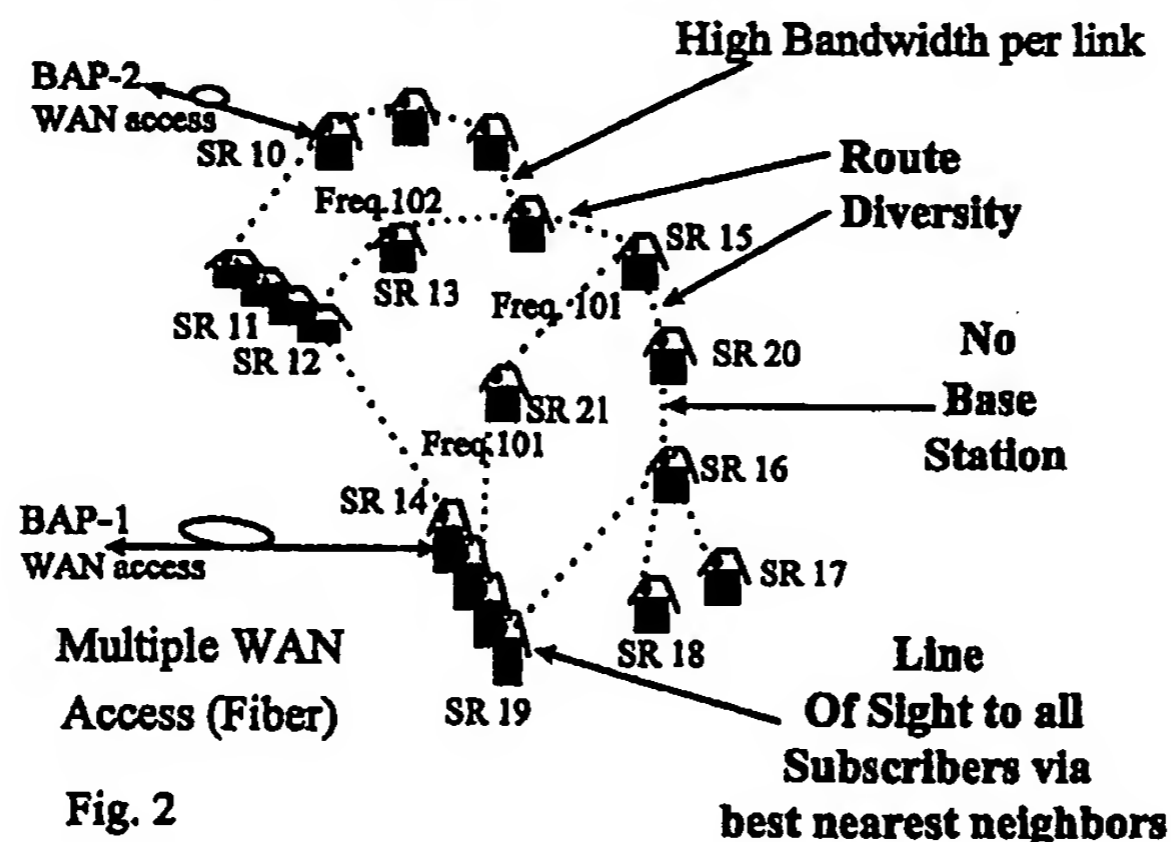 High Bandwidth per link
BAP-2
WAN access
SR 10
Route
Diversity
Freq.102
SR 15
SR 13
Freq. 101
SR 11
SR 12
SR 20
No
Base
Station
SR 21
Freq.101
SR 16
SR 14
BAP-1
WAN access
SR 17
SR 18
Multiple WAN
Access (Fiber)
SR 19
Line
Of Sight to all
Subscribers via
best nearest neighbors
Fig. 2